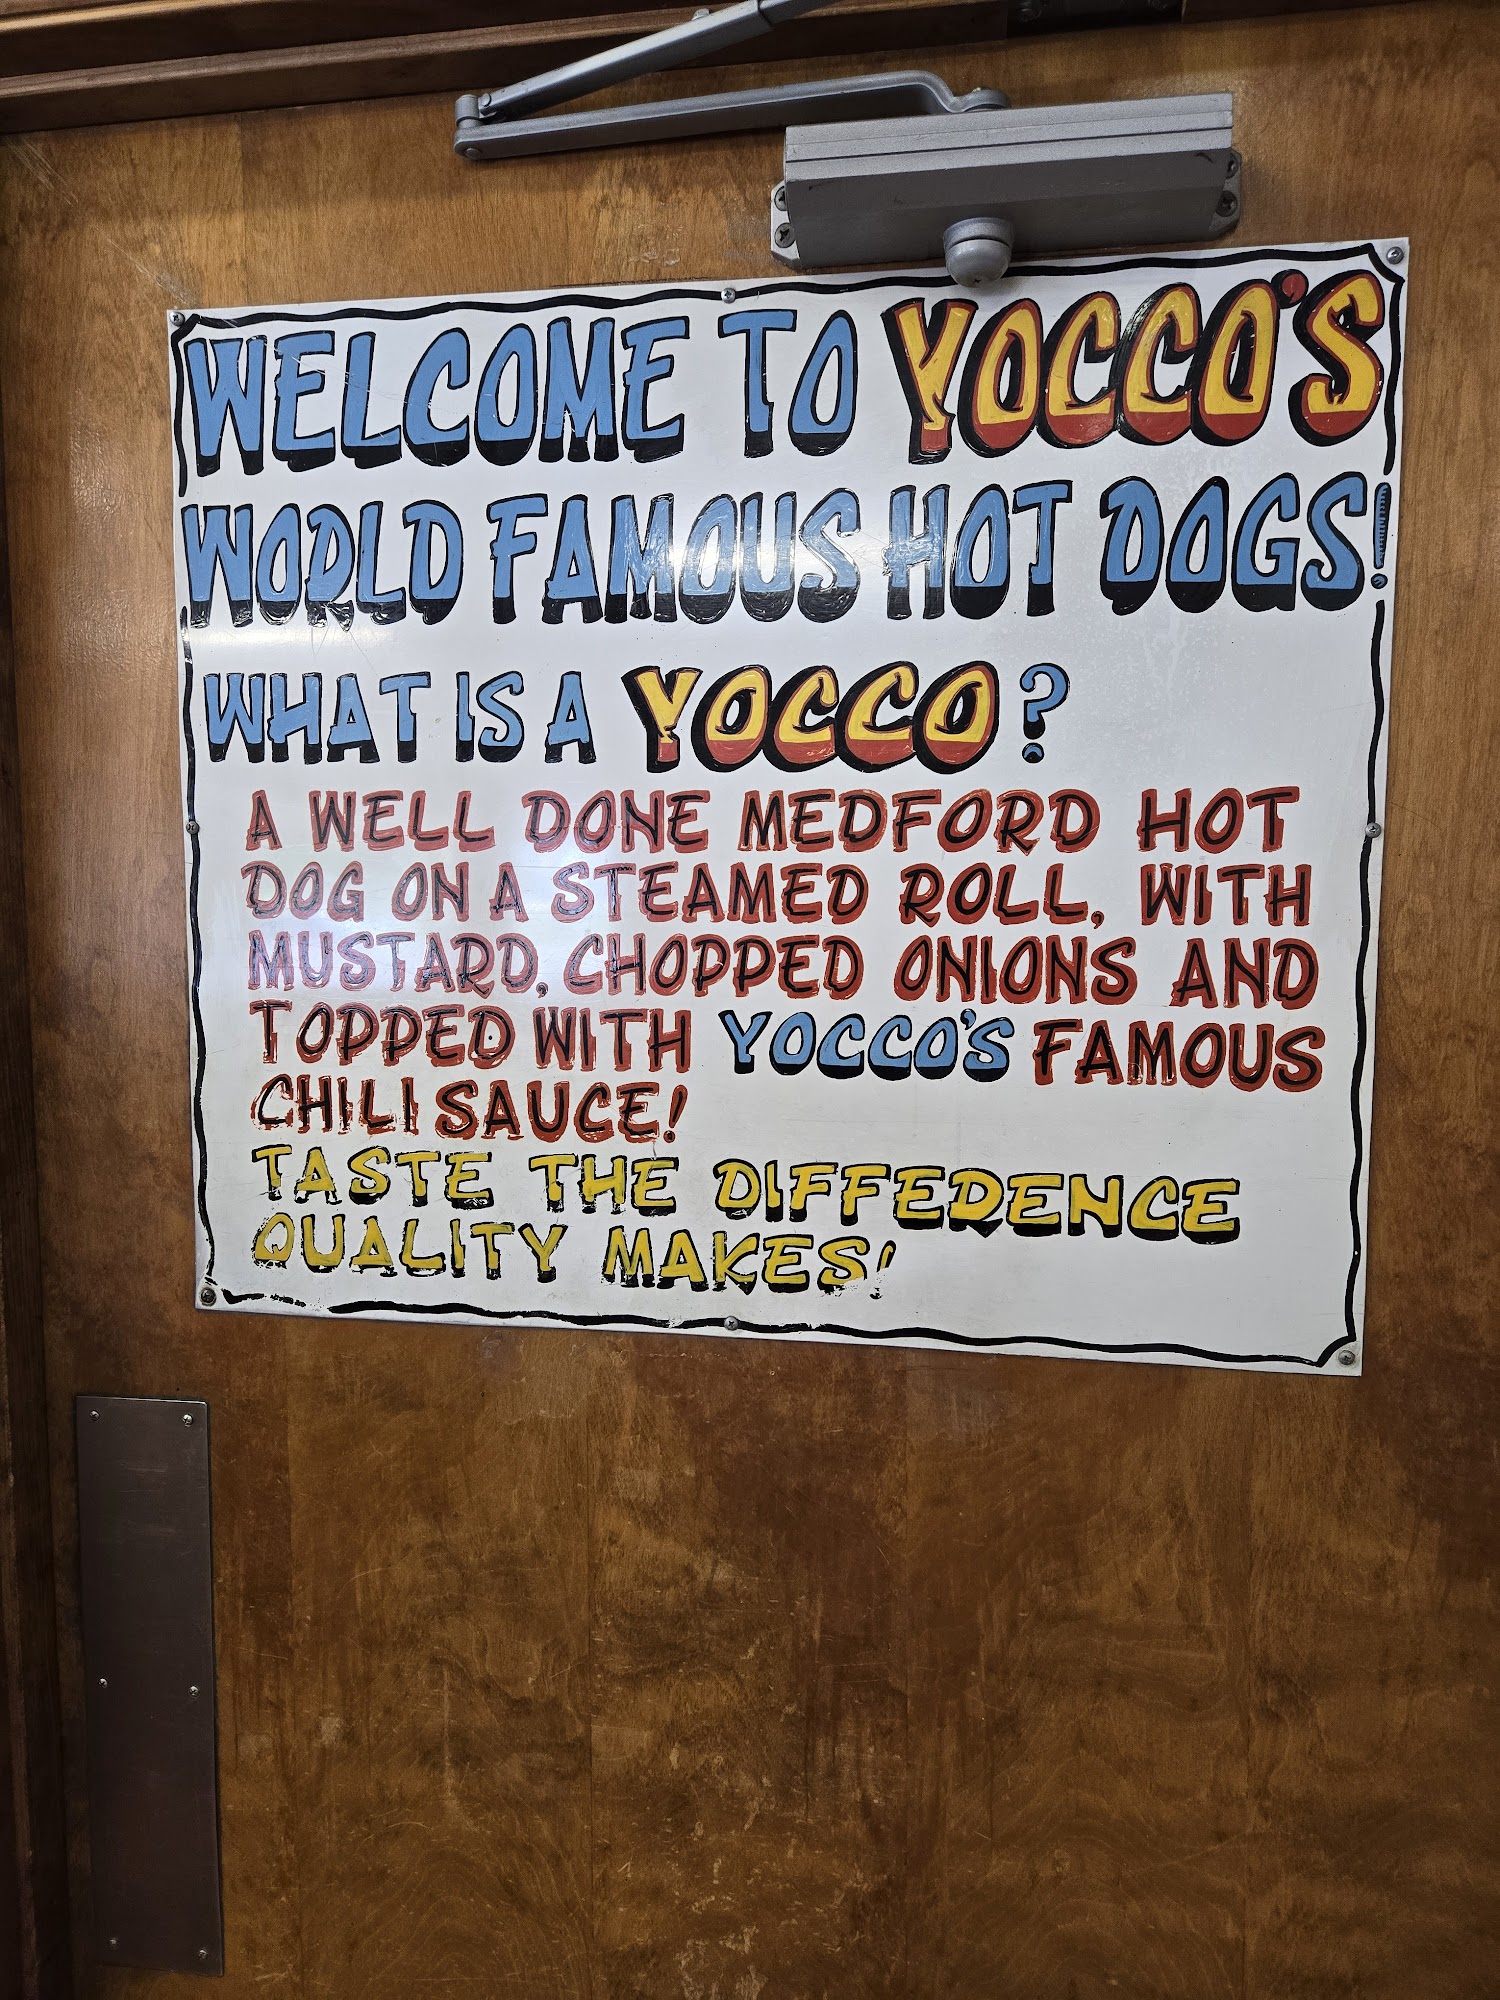 WELCOME TO YOCCO'S
WORLD FAMOUS HOT DOGS!
WHAT IS A YOCCO?
A WELL DONE MEDFORD HOT
DOG ON A STEAMED ROLL, WITH
MUSTARD, CHOPPED ONIONS AND
TOPPED WITH YOCCO'S FAMOUS
CHILI SAUCE!
TASTE THE DIFFERENCE
QUALITY MAKES!